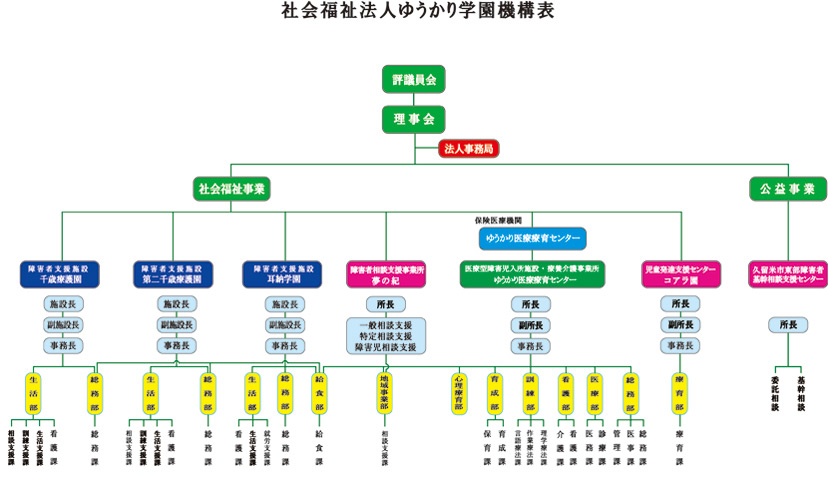 社会福祉法人ゆうかり学園機構表
評議員会
理事会
法人事務局
社会福祉事業
公益事業
保険医療機関
ゆうかり医療療育センター
障害者支援施設
千歳療護園
障害者支援施設
第二千歳療護園
障害者支援施設
耳納学園
障害者相談支援事業所
夢の紀
医療型障害児入所施設・療養介護事業所
ゆうかり医療療育センター
児童発達支援センター
コアラ園
久留米市東部障害者
基幹相談支援センター
施設長
施設長
施設長
所長
所長
所長
所長
副施設長
副施設長
副施設長
一般相談支援
特定相談支援
障害児相談支援
副所長
副所長
事務長
事務長
事務長
事務長
事務長
生活部
総務部
生活部
総務部
生活部
総務部
給食部
地域事業部
心理療育部
育成部
訓練部
看護部
医療部
総務部
療育部
委託相談
基幹相談
相談支援課
訓練支援課
生活支援課
看護課
総務課
相談支援課
訓練支援課
生活支援課
看護課
総務課
看護課
生活支援課
就労支援課
総務課
給食課
相談支援課
保育課
育成課
言語療法課
作業療法課
理学療法課
介護課
看護課
医務課
診療課
管理課
医事課
総務課
療育課